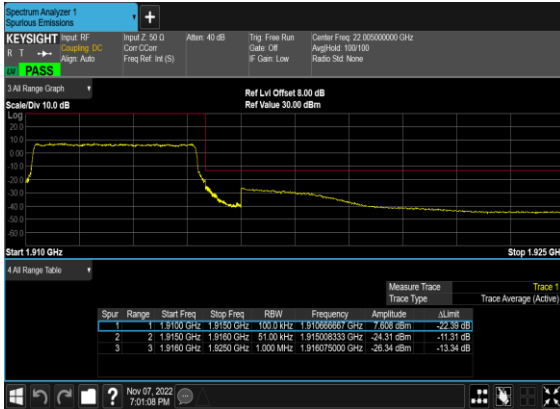 Spectrum Analyzer 1
Spurious Emissions
+
KEYSIGHT Input: RF Input Z: 50 Ω Atten: 40 dB Trig: Free Run Center Freq: 22.005000000 GHz
R T Coupling: DC Corr CCorr Gate: Off Avg|Hold: 100/100
Align: Auto Freq Ref: Int (S) IF Gain: Low Radio Std: None
PASS
3 All Range Graph
Ref Lvl Offset 8.00 dB
Scale/Div 10.0 dB Ref Value 30.00 dBm
Log
20.0
10.0
0.00
-10.0
-20.0
-30.0
-40.0
-50.0
-60.0
Start 1.910 GHz Stop 1.925 GH
4 All Range Table
Measure Trace Trace 1
Trace Type Trace Average (Active)
Spur Range Start Freq Stop Freq RBW Frequency Amplitude ΔLimit
1 1 1.9100 GHz 1.9150 GHz 100.0 kHz 1.910666667 GHz 7.608 dBm -22.39 dB
2 2 1.9150 GHz 1.9160 GHz 51.00 kHz 1.915008333 GHz -24.31 dBm -11.31 dB
3 3 1.9160 GHz 1.9250 GHz 1.000 MHz 1.916075000 GHz -26.34 dBm -13.34 dB
? Nov 07, 2022
7:01:08 PM